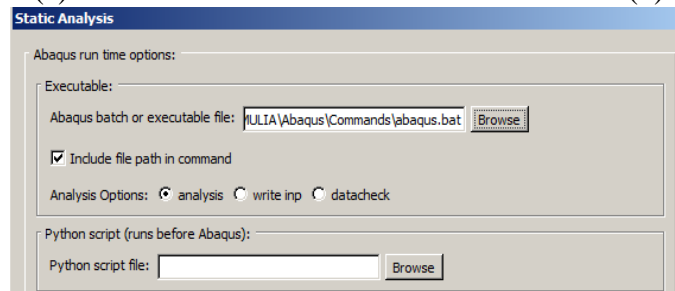 Static Analysis
Abaqus run time options:
Executable:
Abaqus batch or executable file: MULIA\Abaqus\Commands\abaqus.bat Browse
Include file path in command
Analysis Options: analysis write inp datacheck
Python script (runs before Abaqus):
Python script file: Browse